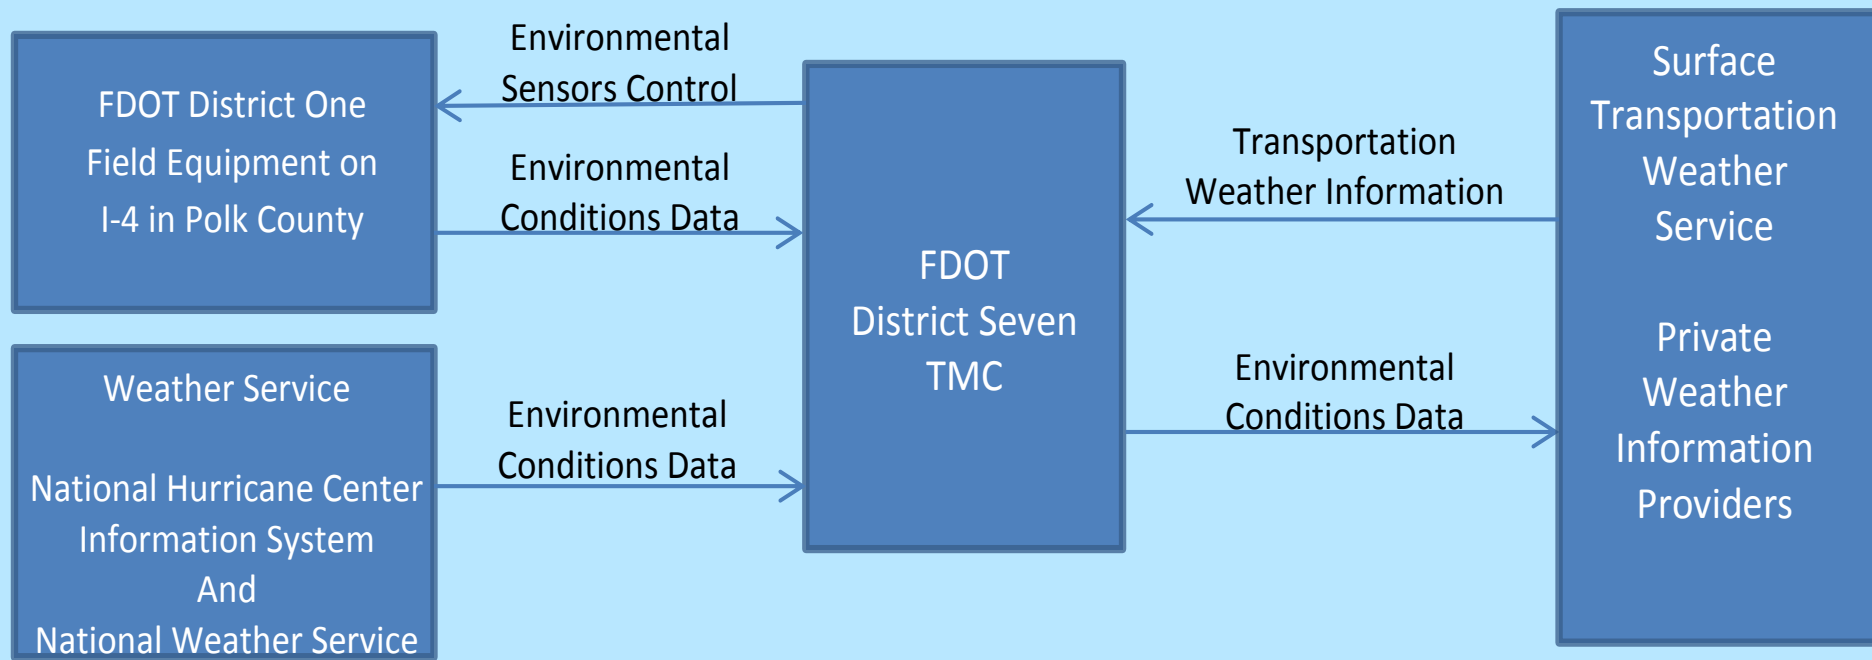 FDOT District One
Field Equipment on
I-4 in Polk County
Weather Service
National Hurricane Center
Information System
And
National Weather Service
Environmental
Sensors Control
Environmental
Conditions Data
Environmental
Conditions Data
FDOT
District Seven
TMC
Transportation
Weather Information
Environmental
Conditions Data
Surface
Transportation
Weather
Service
Private
Weather
Information
Providers